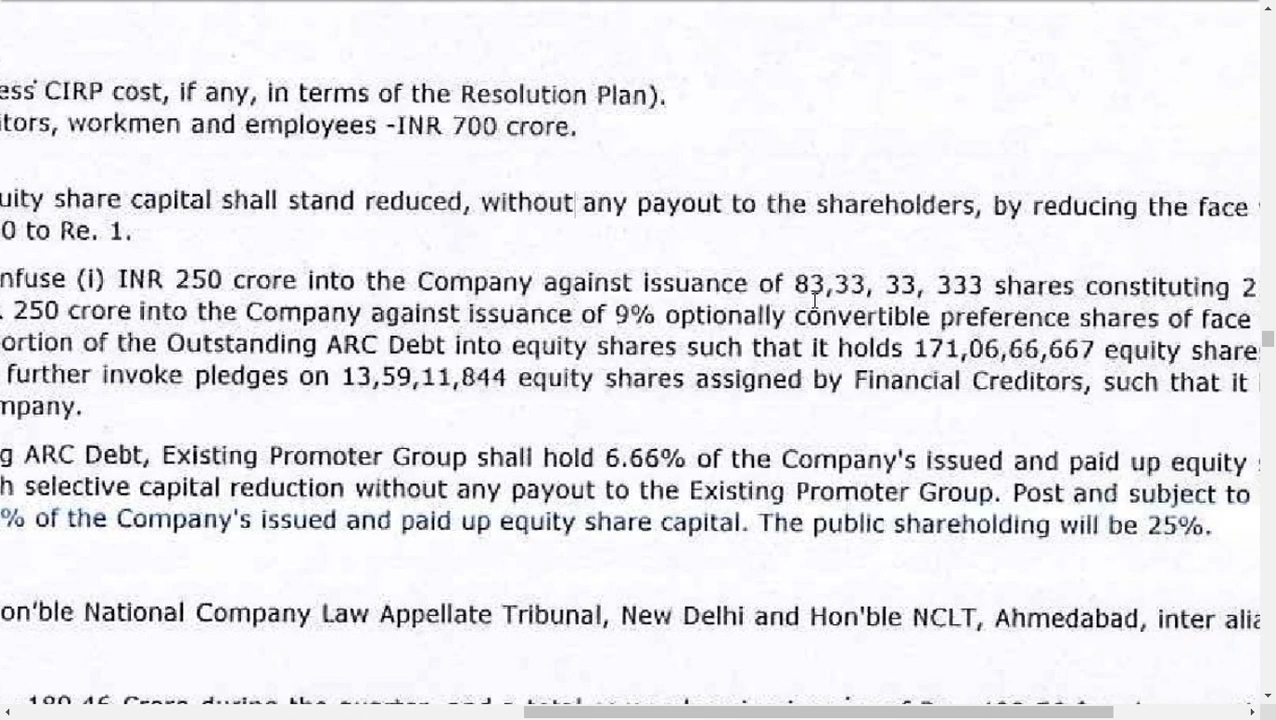 ess' CIRP cost, if any, in terms of the Resolution Plan).
itors, workmen and employees -INR 700 crore.
uity share capital shall stand reduced, without any payout to the shareholders, by reducing the face
0 to Re. 1.
nfuse (i) INR 250 crore into the Company against issuance of 83,33, 33, 333 shares constituting 2
. 250 crore into the Company against issuance of 9% optionally convertible preference shares of face
ortion of the Outstanding ARC Debt into equity shares such that it holds 171,06,66,667 equity share
further invoke pledges on 13,59,11,844 equity shares assigned by Financial Creditors, such that it
mpany.
g ARC Debt, Existing Promoter Group shall hold 6.66% of the Company's issued and paid up equity
h selective capital reduction without any payout to the Existing Promoter Group. Post and subject to
% of the Company's issued and paid up equity share capital. The public shareholding will be 25%.
on'ble National Company Law Appellate Tribunal, New Delhi and Hon'ble NCLT, Ahmedabad, inter alia
180.46 Crore during the quarter, and a total